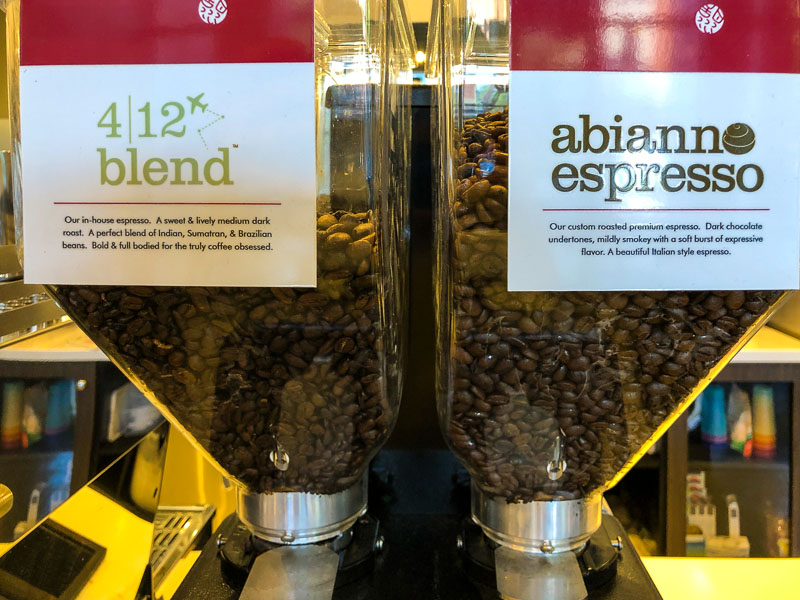 4|12
blend™
Our in-house espresso. A sweet & lively medium dark
roast. A perfect blend of Indian, Sumatran, & Brazilian
beans. Bold & full bodied for the truly coffee obsessed.
abianno
espresso
Our custom roasted premium espresso. Dark chocolate
undertones, mildly smokey with a soft burst of expressive
flavor. A beautiful Italian style espresso.